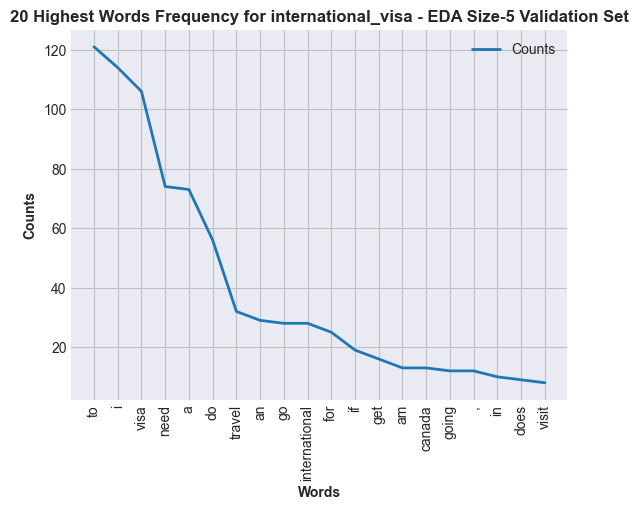 20 Highest Words Frequency for international_visa - EDA Size-5 Validation Set
Counts
120
100
80
60
40
20
Counts
to
i
visa
need
a
do
travel
an
go
international
for
if
get
am
canada
going
,
in
does
visit
Words